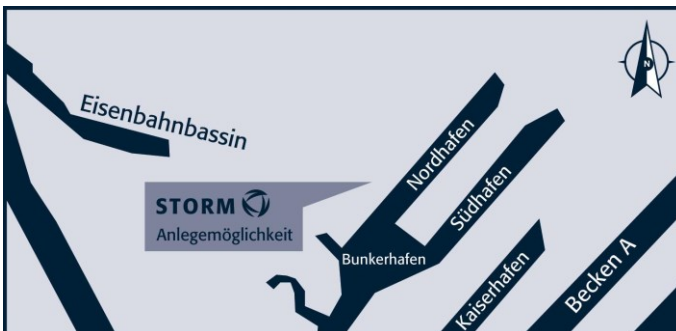 N
Eisenbahnbassin
Nordhafen
Südhafen
STORM
Anlegemöglichkeit
Bunkerhafen
Kaiserhafen
Becken A